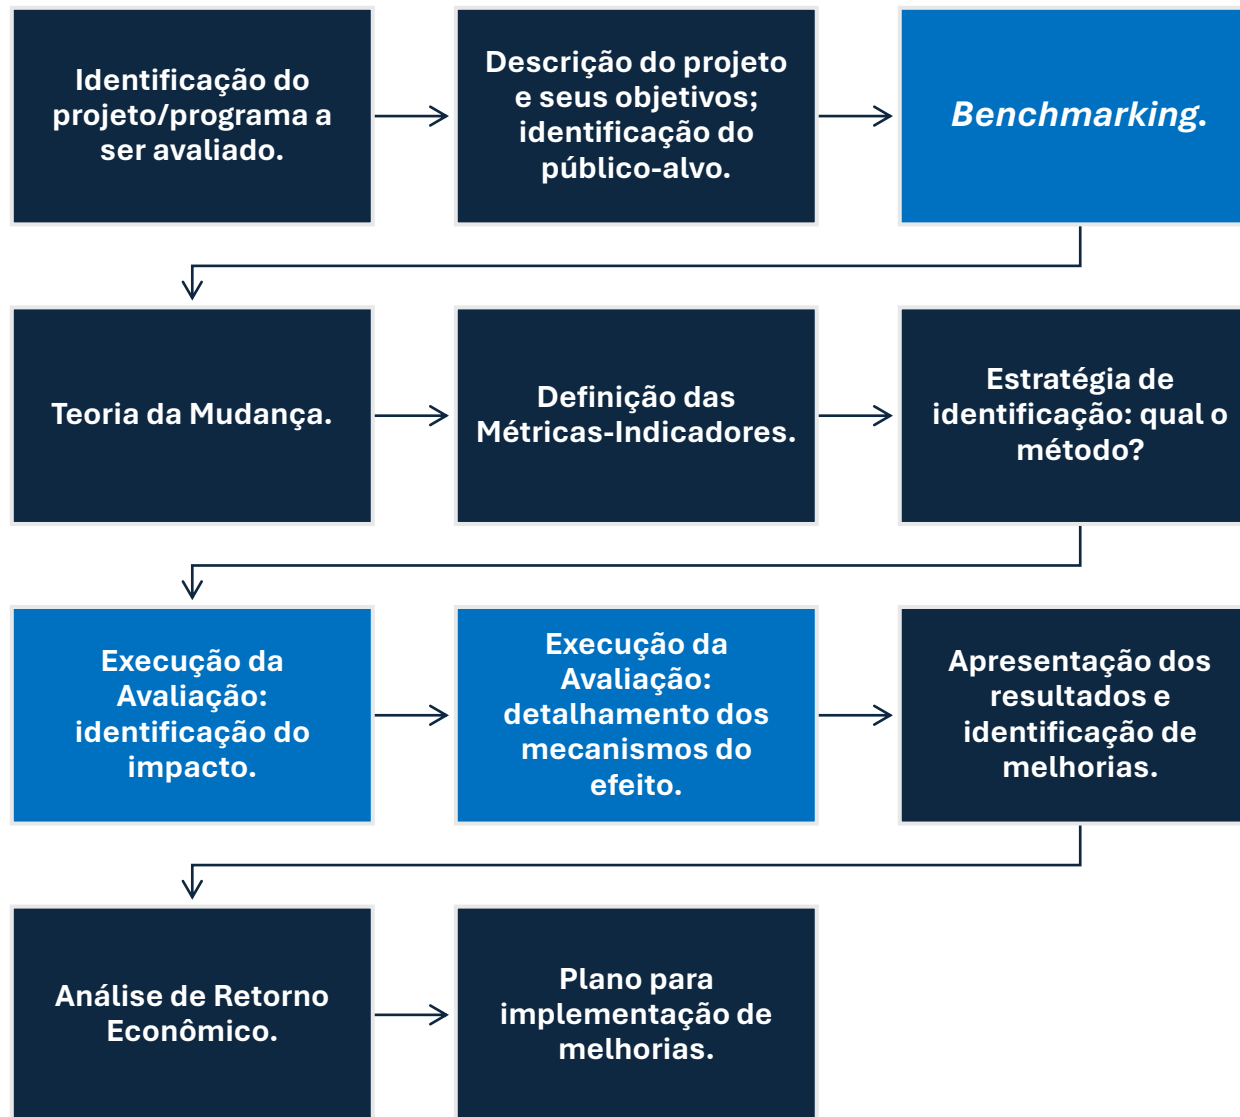 Identificação do
projeto/programa a
ser avaliado.
Descrição do projeto
e seus objetivos;
identificação do
público-alvo.
Benchmarking.
Teoria da Mudança.
Definição das
Métricas-Indicadores.
Estratégia de
identificação: qual o
método?
Execução da
Avaliação:
identificação do
impacto.
Execução da
Avaliação:
detalhamento dos
mecanismos do
efeito.
Apresentação dos
resultados e
identificação de
melhorias.
Análise de Retorno
Econômico.
Plano para
implementação de
melhorias.